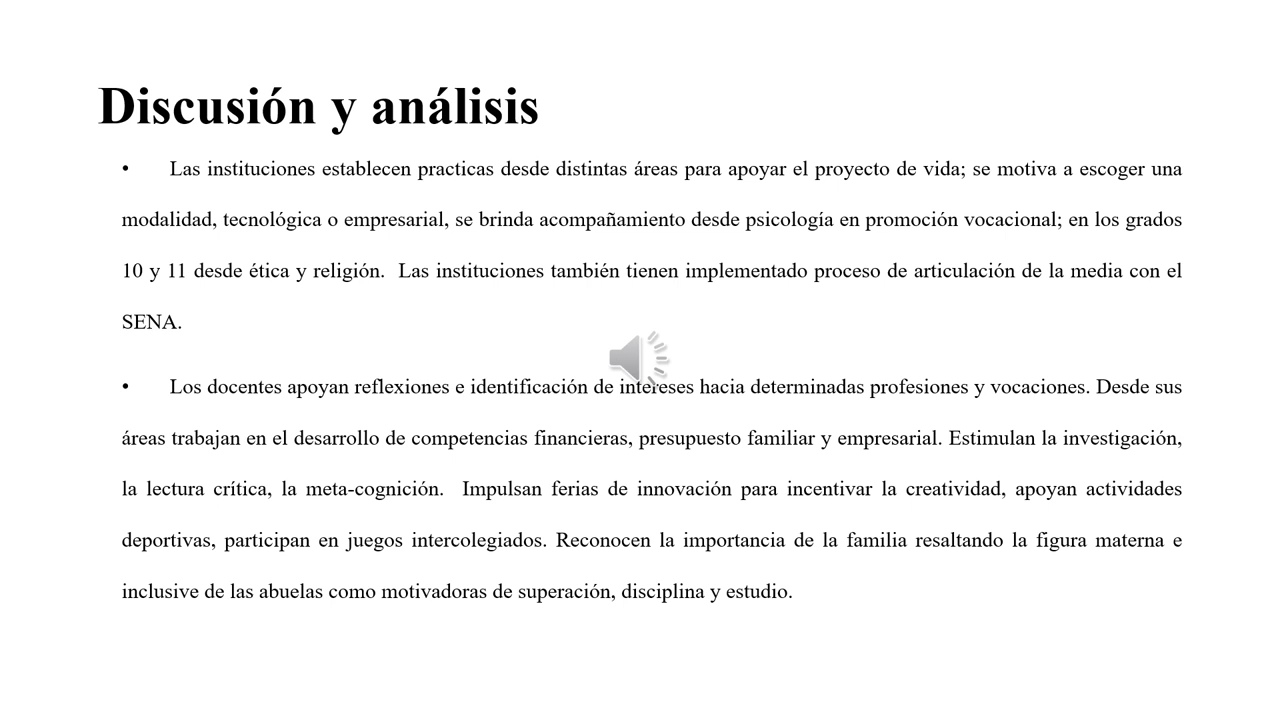 Discusión y análisis
• Las instituciones establecen practicas desde distintas áreas para apoyar el proyecto de vida; se motiva a escoger una
modalidad, tecnológica o empresarial, se brinda acompañamiento desde psicología en promoción vocacional; en los grados
10 y 11 desde ética y religión. Las instituciones también tienen implementado proceso de articulación de la media con el
SENA.
• Los docentes apoyan reflexiones e identificación de intereses hacia determinadas profesiones y vocaciones. Desde sus
áreas trabajan en el desarrollo de competencias financieras, presupuesto familiar y empresarial. Estimulan la investigación,
la lectura crítica, la meta-cognición. Impulsan ferias de innovación para incentivar la creatividad, apoyan actividades
deportivas, participan en juegos intercolegiados. Reconocen la importancia de la familia resaltando la figura materna e
inclusive de las abuelas como motivadoras de superación, disciplina y estudio.